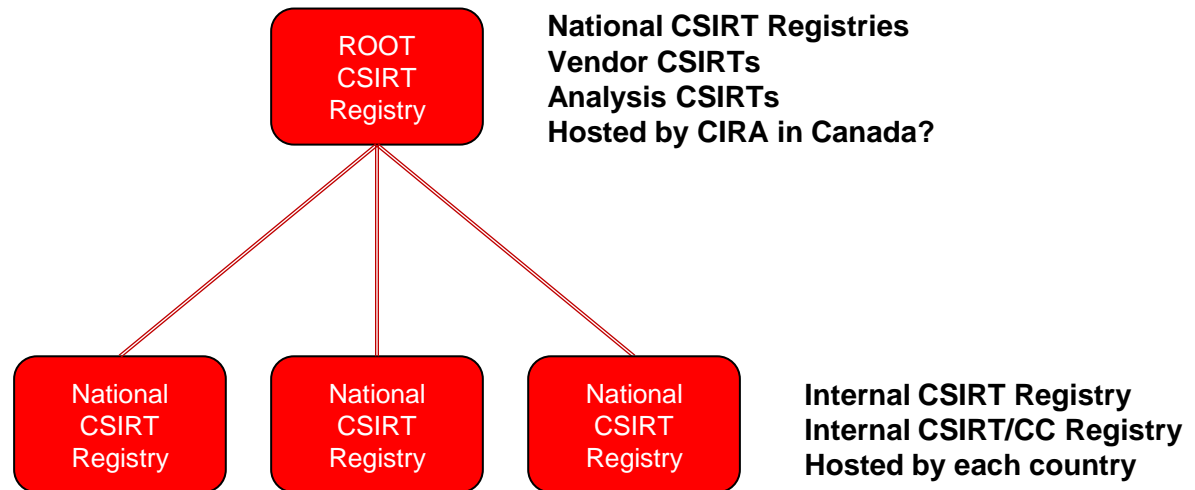 ROOT
CSIRT
Registry
National CSIRT Registries
Vendor CSIRTs
Analysis CSIRTs
Hosted by CIRA in Canada?
National
CSIRT
Registry
National
CSIRT
Registry
National
CSIRT
Registry
Internal CSIRT Registry
Internal CSIRT/CC Registry
Hosted by each country